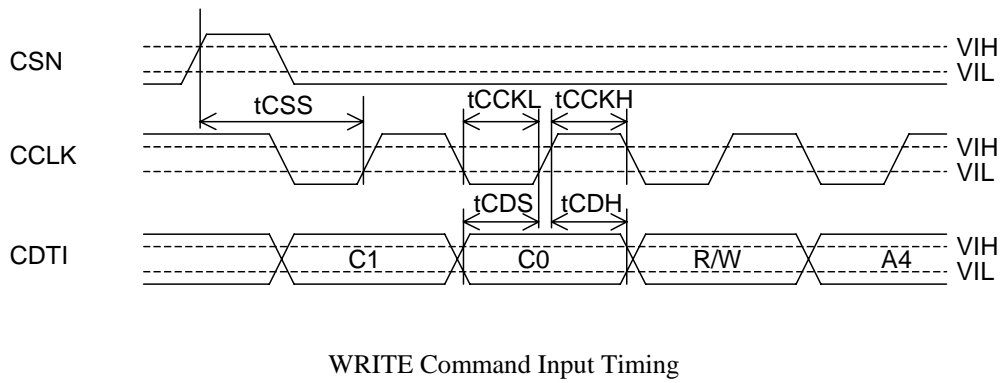 CSN VIH
VIL
tCSS tCCKL tCCKH
CCLK VIH
VIL
tCDS tCDH
CDTI C1 C0 R/W A4 VIH
VIL
WRITE Command Input Timing